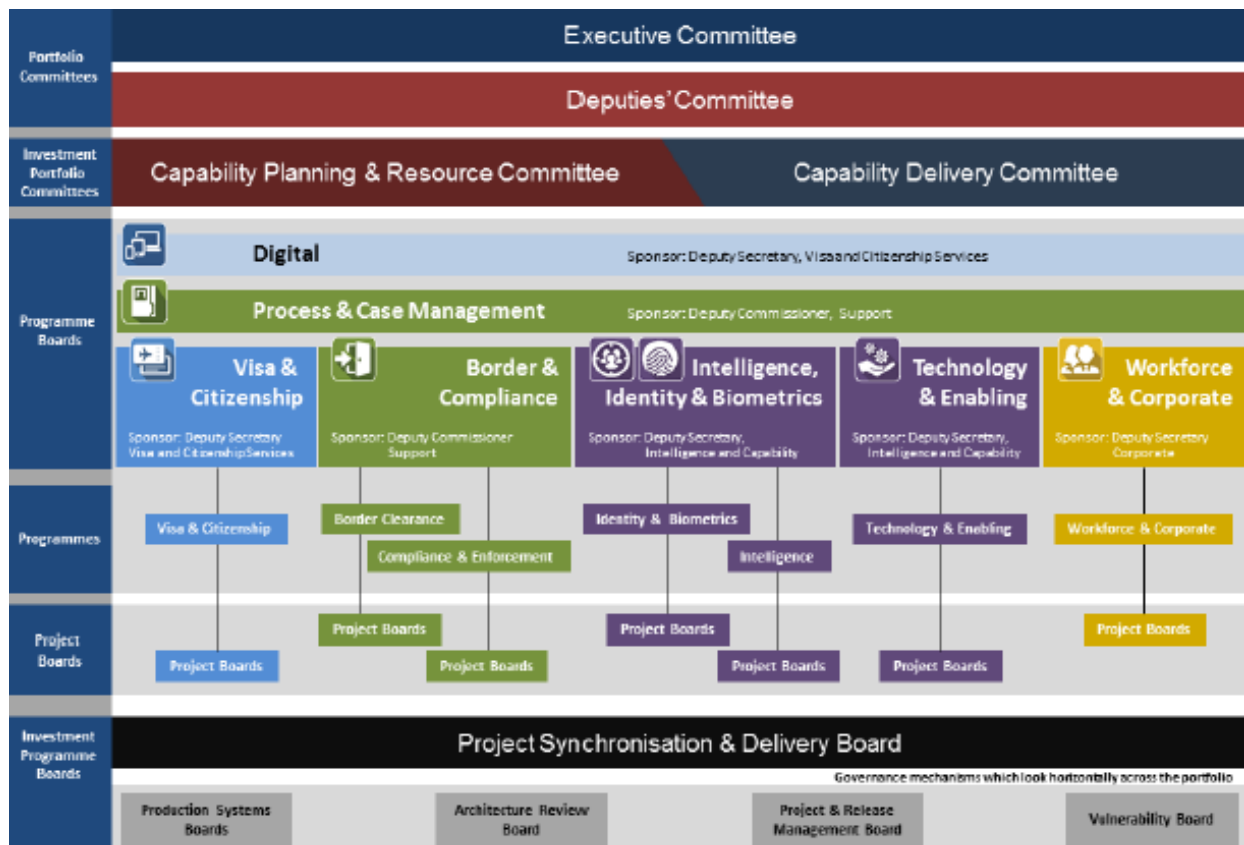 Portfolio
Committees
Executive Committee
Deputies' Committee
Investment
Portfolio
Committees
Capability Planning & Resource Committee
Capability Delivery Committee
Programme
Boards
Digital
Sponsor: Deputy Secretary, Visa and Citizenship Services
Process & Case Management
Sponsor: Deputy Commissioner, Support
Visa &
Citizenship
Sponsor: Deputy Secretary
Visa and Citizenship Services
Border &
Compliance
Sponsor: Deputy Commissioner
Support
Intelligence,
Identity & Biometrics
Sponsor: Deputy Secretary,
Intelligence and Capability
Technology
& Enabling
Sponsor: Deputy Secretary,
Intelligence and Capability
Workforce
& Corporate
Sponsor: Deputy Secretary
Corporate
Programmes
Visa & Citizenship
Border Clearance
Compliance & Enforcement
Identity & Biometrics
Intelligence
Technology & Enabling
Workforce & Corporate
Project
Boards
Project Boards
Project Boards
Project Boards
Project Boards
Project Boards
Project Boards
Project Boards
Investment
Programme
Boards
Project Synchronisation & Delivery Board
Governance mechanisms which look horizontally across the portfolio
Production Systems
Boards
Architecture Review
Board
Project & Release
Management Board
Vulnerability Board